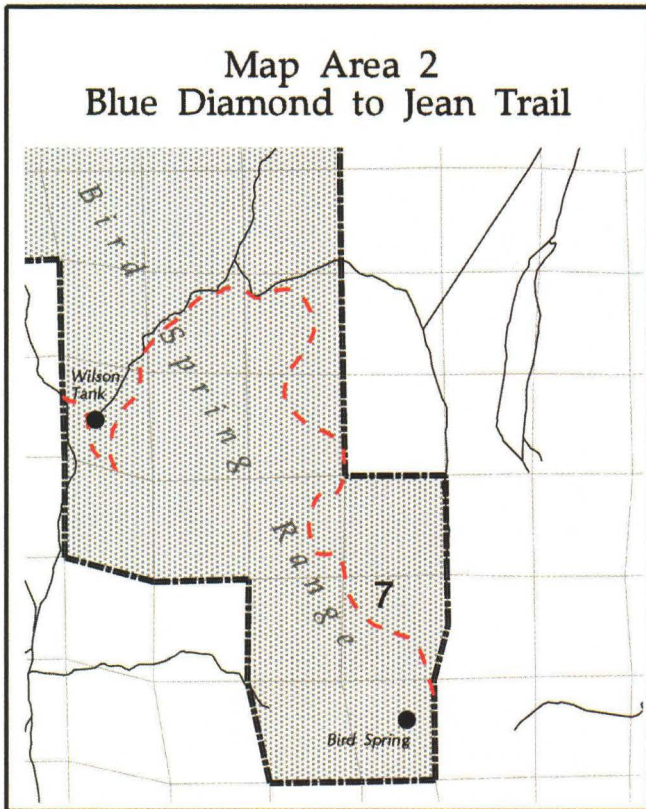 Map Area 2
Blue Diamond to Jean Trail
Bird
Spring
Range
Wilson
Tank
7
Bird Spring